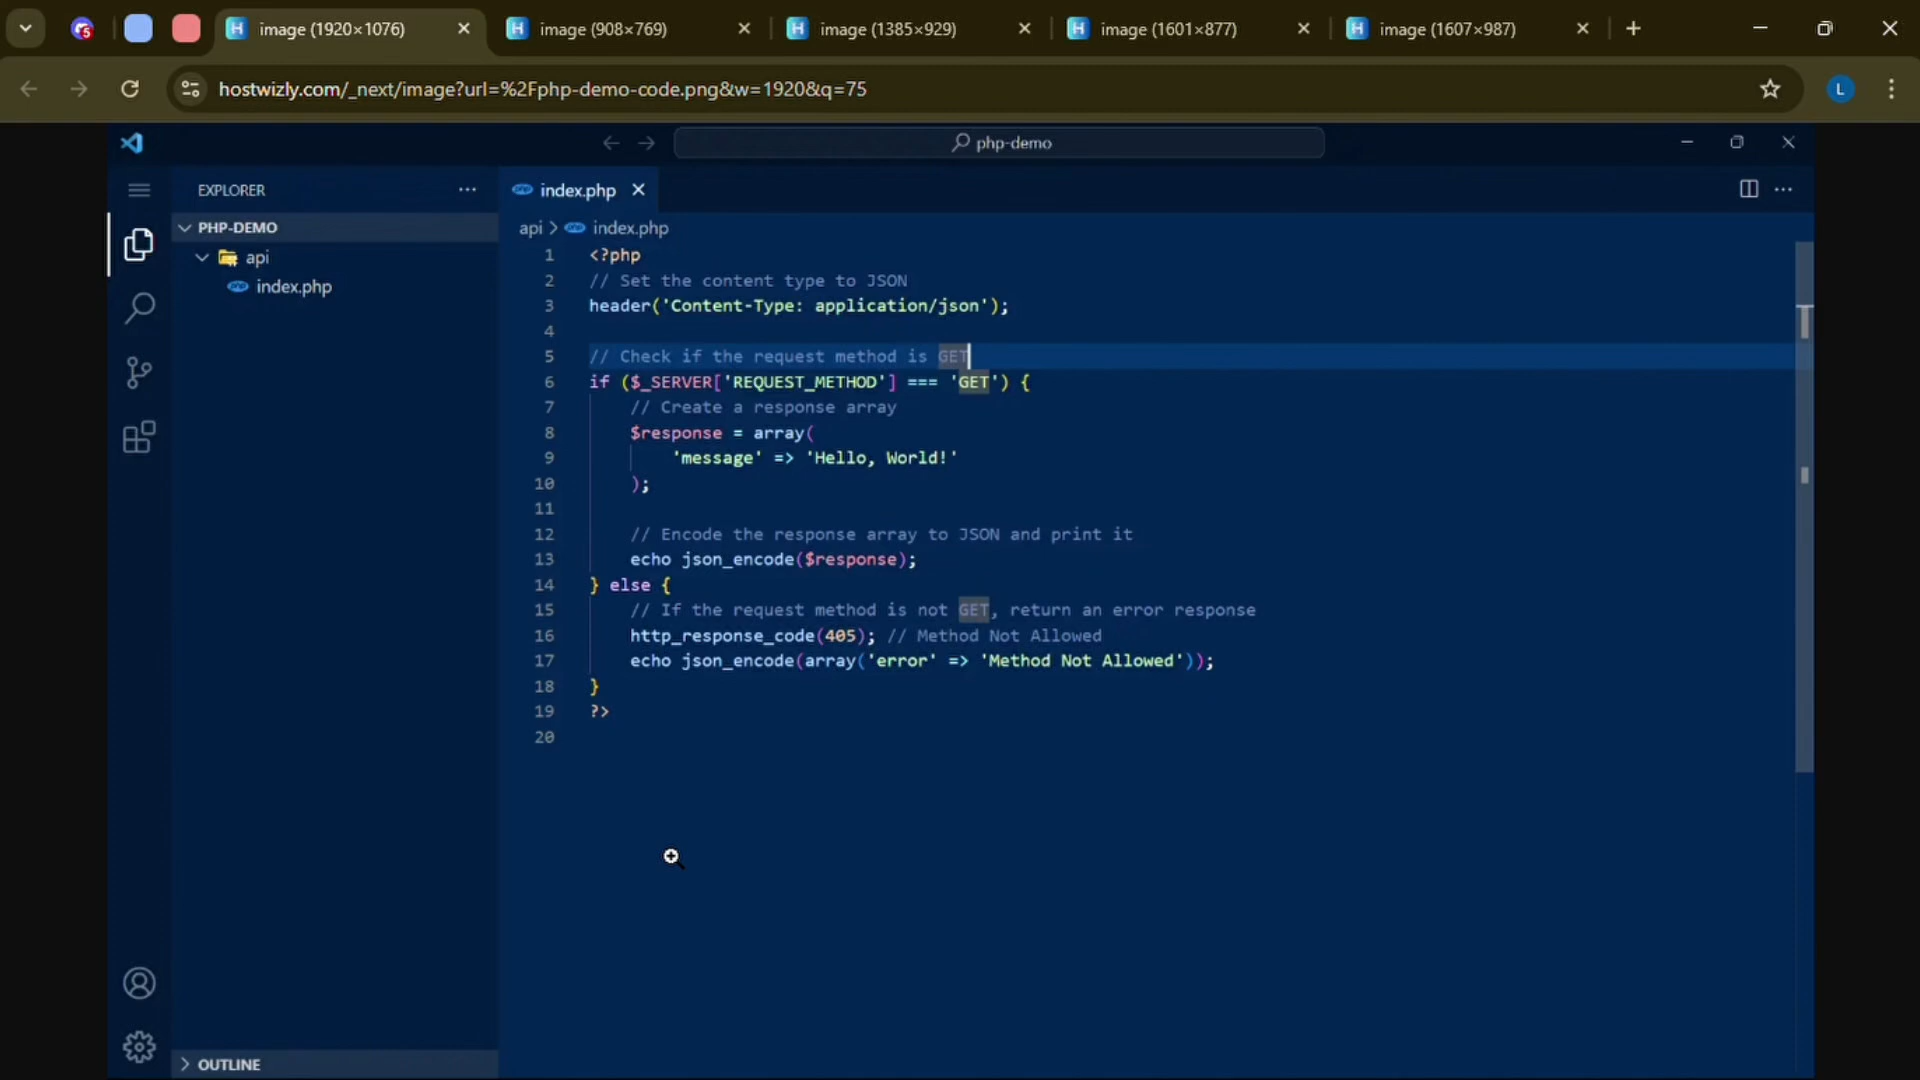 image (1920×1076)
image (908×769)
image (1385×929)
image (1601×877)
image (1607×987)
5
hostwizly.com/_next/image?url=%2Fphp-demo-code.png&w=1920&q=75
L
php-demo
EXPLORER
index.php
PHP-DEMO
api
index.php
api > index.php
1 <?php
2 // Set the content type to JSON
3 header('Content-Type: application/json');
4
5 // Check if the request method is GET
6 if ($_SERVER['REQUEST_METHOD'] === 'GET') {
7     // Create a response array
8     $response = array(
9         'message' => 'Hello, World!'
10     );
11
12     // Encode the response array to JSON and print it
13     echo json_encode($response);
14 } else {
15     // If the request method is not GET, return an error response
16     http_response_code(405); // Method Not Allowed
17     echo json_encode(array('error' => 'Method Not Allowed'));
18 }
19 ?>
20
OUTLINE